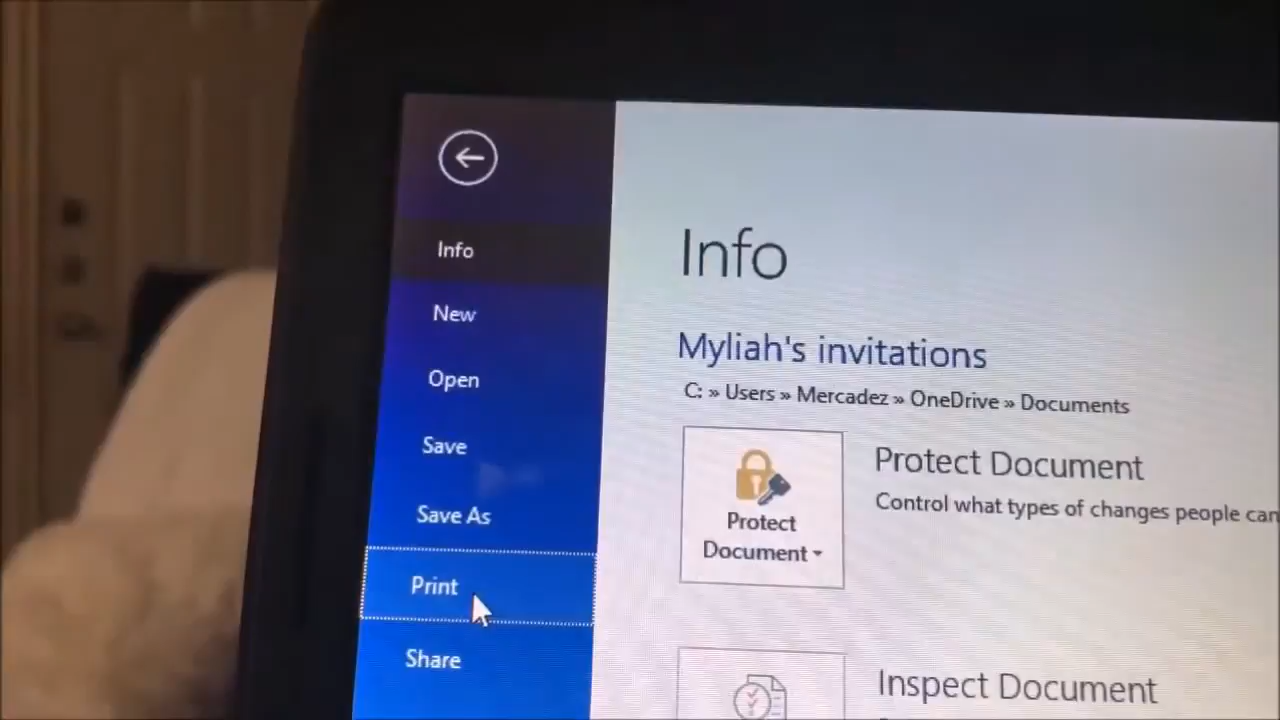 Info
New
Open
Save
Save As
Print
Share
Info
Myliah's invitations
C: » Users » Mercadez » OneDrive » Documents
Protect
Document
Protect Document
Control what types of changes people can
Inspect Document